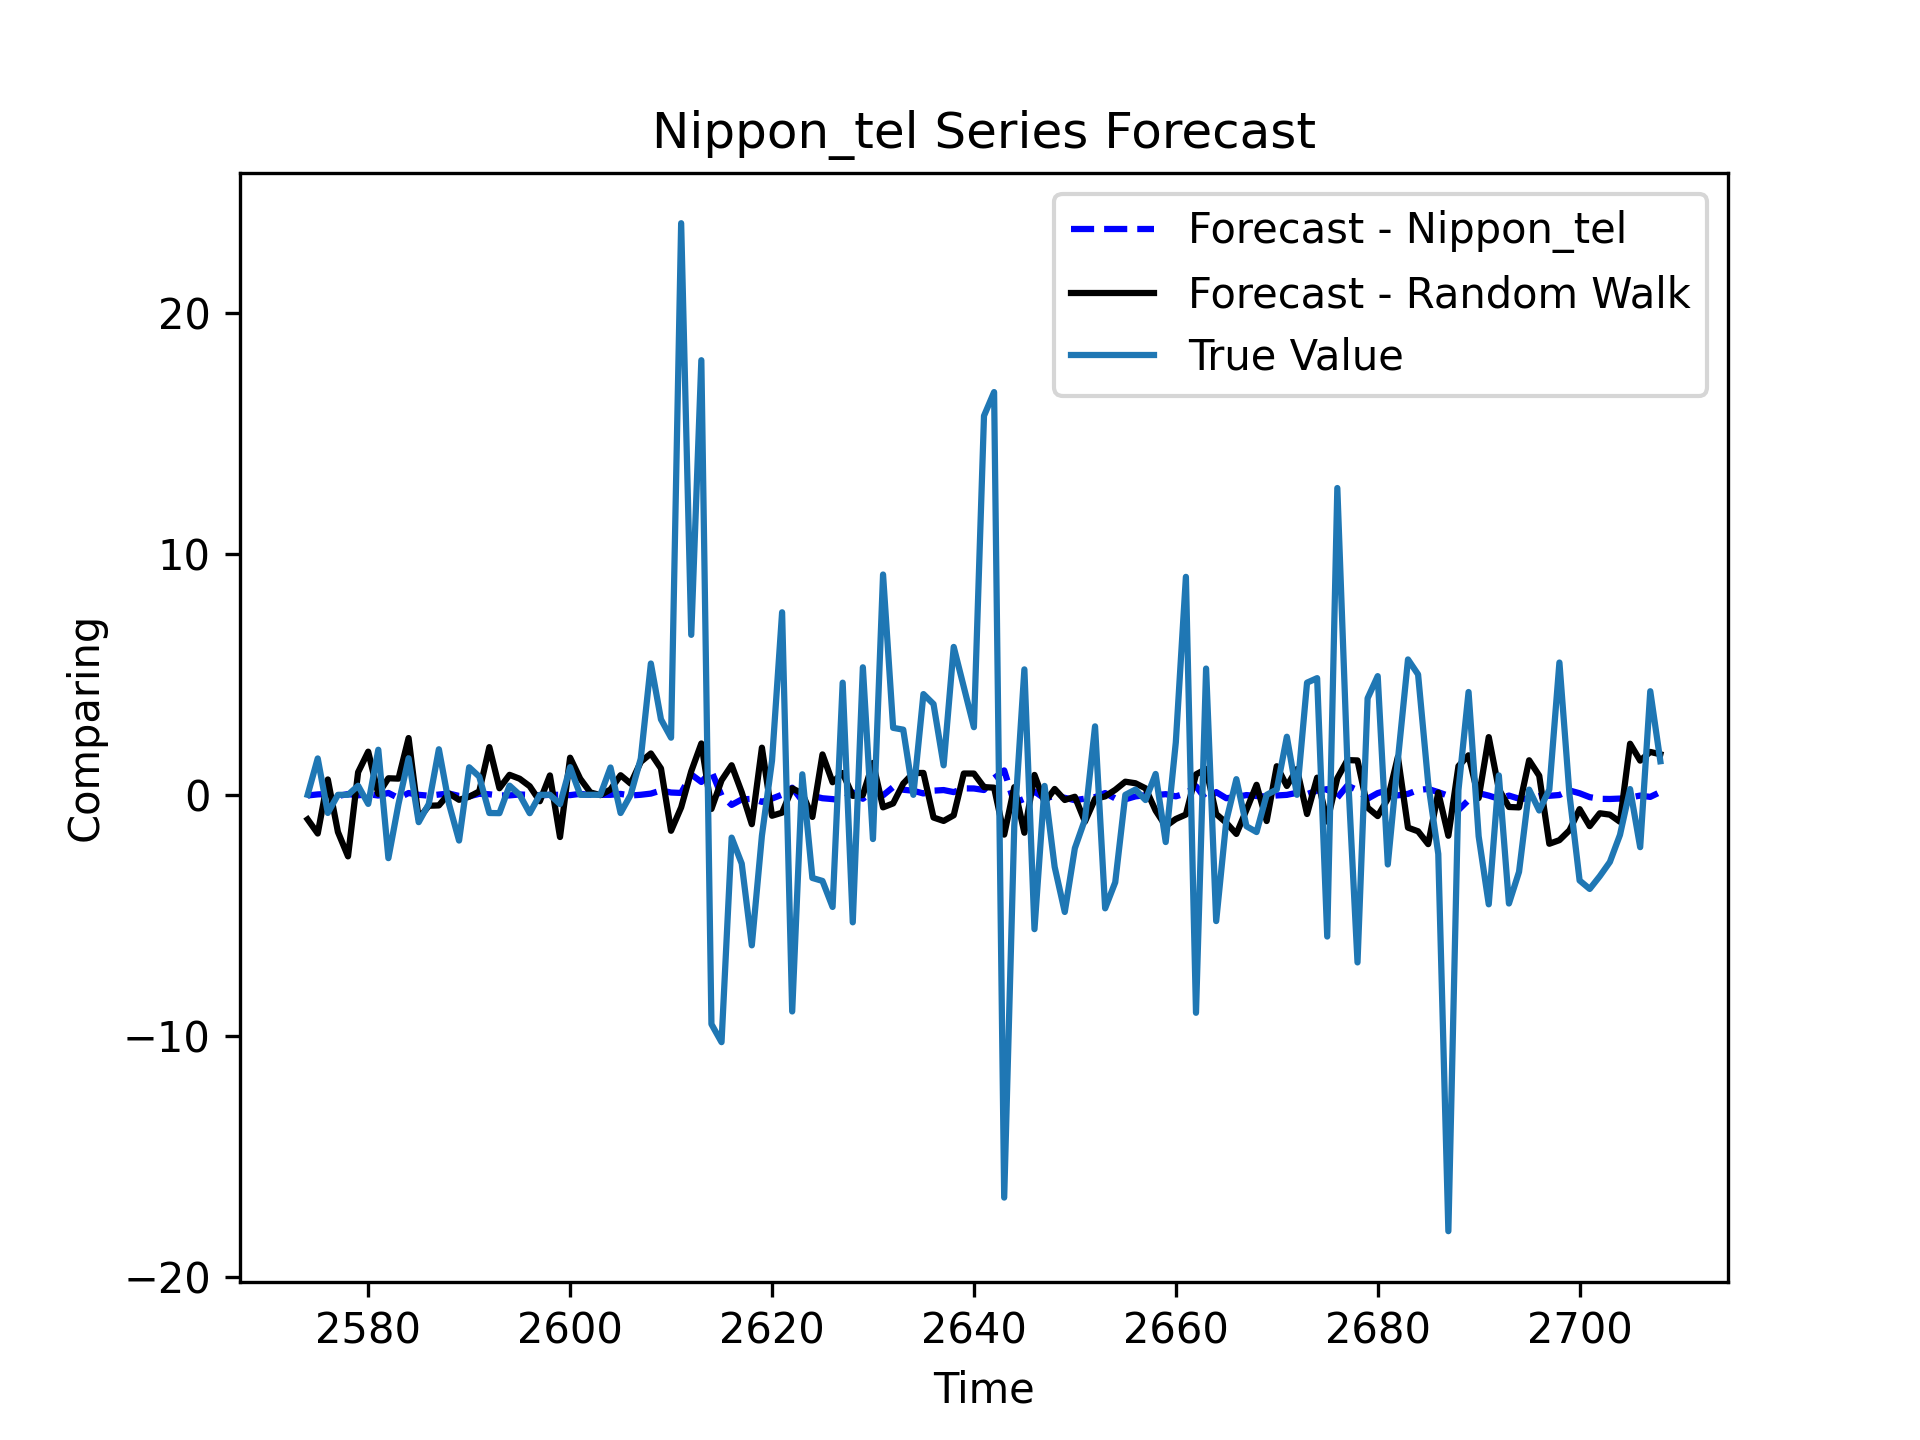 Nippon_tel Series Forecast
Forecast - Nippon_tel
Forecast - Random Walk
True Value
Comparing
20
10
0
−10
−20
2580 2600 2620 2640 2660 2680 2700
Time